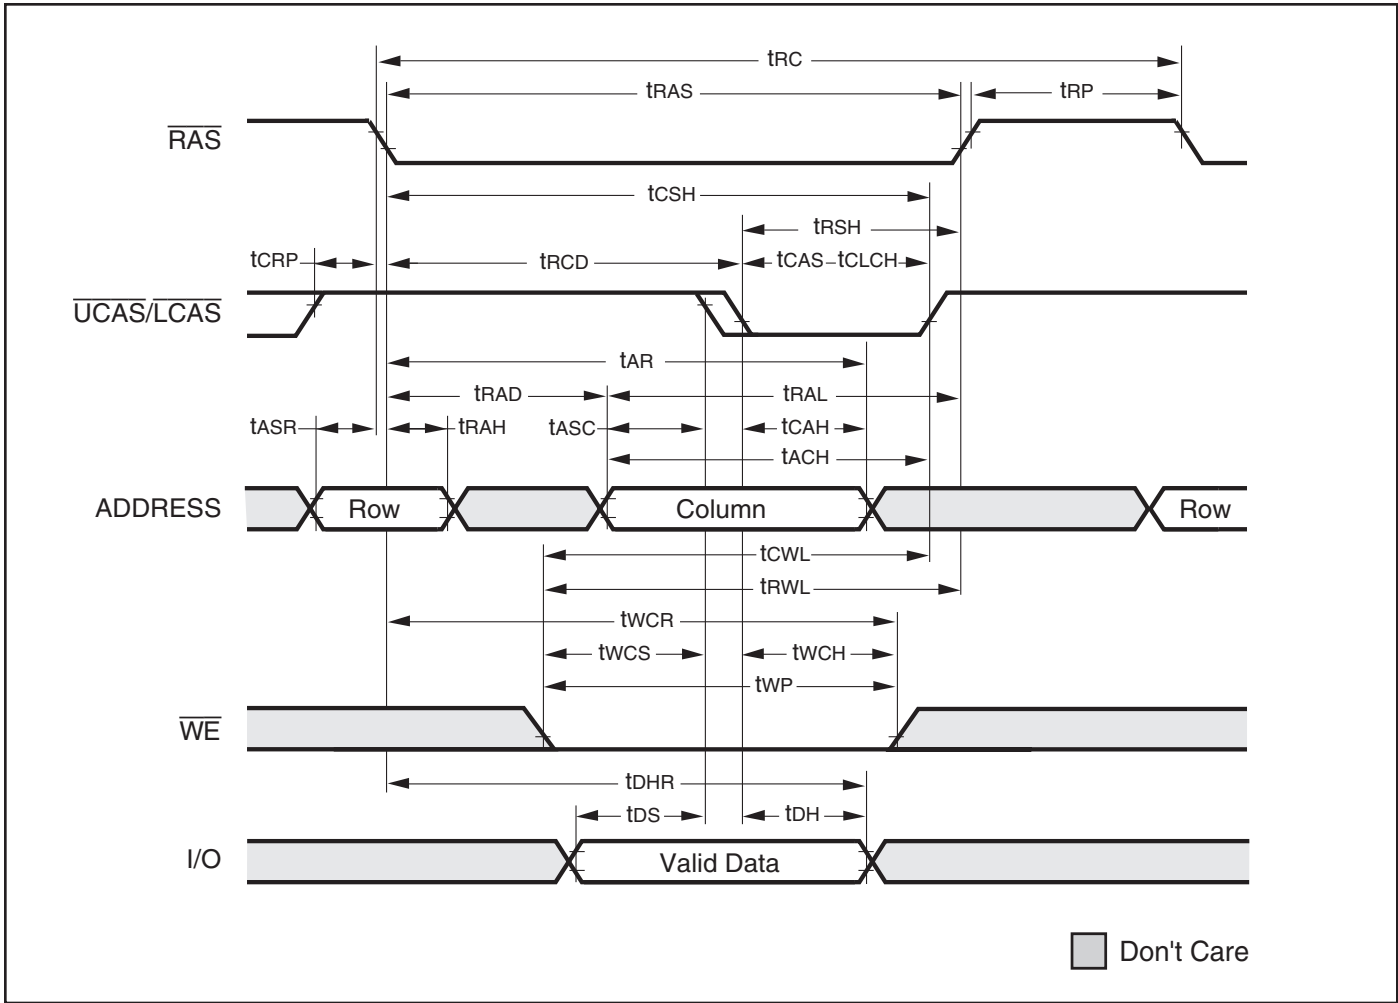 tRC
tRAS
tRP
RAS
tCSH
tRSH
tCRP
tRCD
tCAS
tCLCH
UCAS/LCAS
tAR
tRAD
tRAL
tASR
tRAH
tASC
tCAH
tACH
ADDRESS
Row
Column
Row
tCWL
tRWL
tWCR
tWCS
tWCH
tWP
WE
tDHR
tDS
tDH
I/O
Valid Data
Don't Care